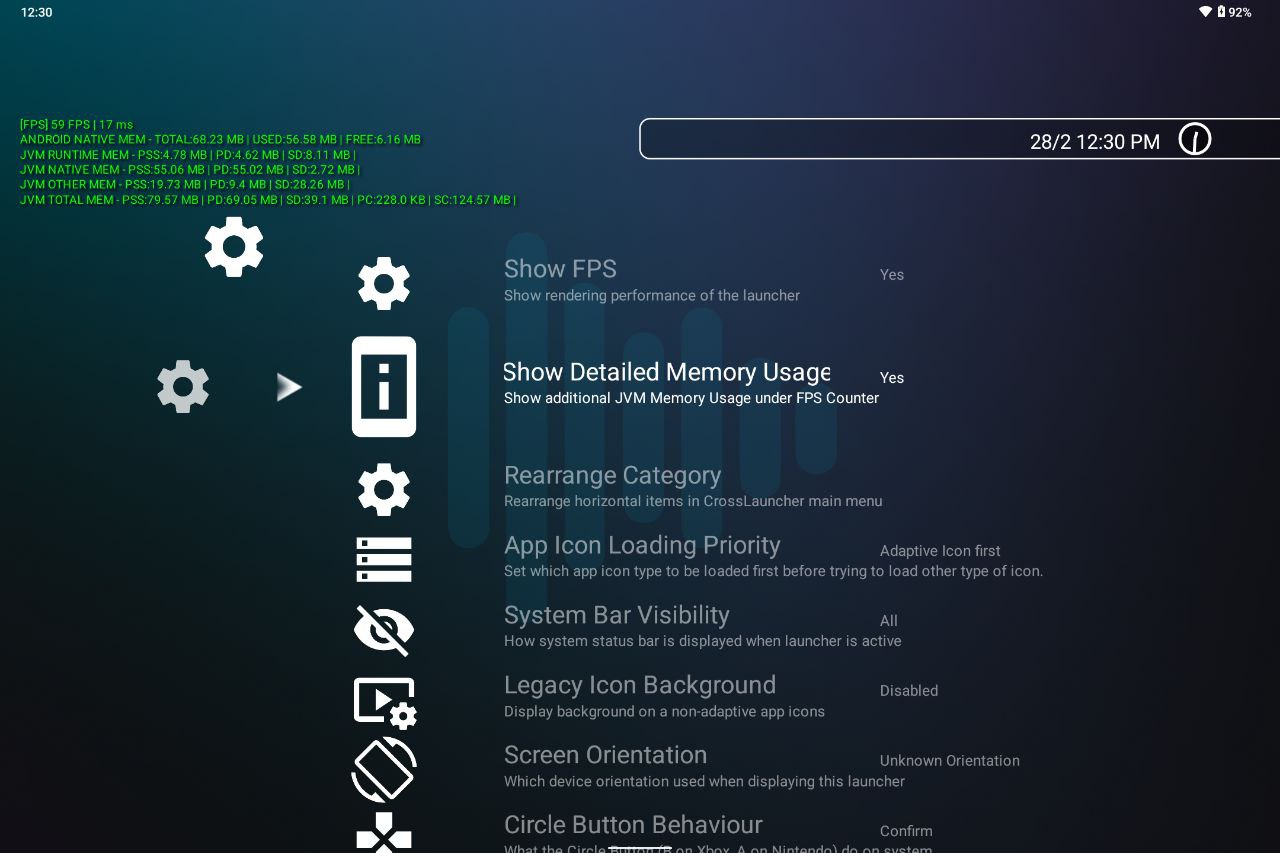 12:30
92%
[FPS] 59 FPS | 17 ms
ANDROID NATIVE MEM - TOTAL:68.23 MB | USED:56.58 MB | FREE:6.16 MB
JVM RUNTIME MEM - PSS:4.78 MB | PD:4.62 MB | SD:8.11 MB |
JVM NATIVE MEM - PSS:55.06 MB | PD:55.02 MB | SD:2.72 MB |
JVM OTHER MEM - PSS:19.73 MB | PD:9.4 MB | SD:28.26 MB |
JVM TOTAL MEM - PSS:79.57 MB | PD:69.05 MB | SD:39.1 MB | PC:228.0 KB | SC:124.57 MB |
28/2 12:30 PM
Show FPS
Yes
Show rendering performance of the launcher
Show Detailed Memory Usage
Yes
Show additional JVM Memory Usage under FPS Counter
Rearrange Category
Rearrange horizontal items in CrossLauncher main menu
App Icon Loading Priority
Adaptive Icon first
Set which app icon type to be loaded first before trying to load other type of icon.
System Bar Visibility
All
How system status bar is displayed when launcher is active
Legacy Icon Background
Disabled
Display background on a non-adaptive app icons
Screen Orientation
Unknown Orientation
Which device orientation used when displaying this launcher
Circle Button Behaviour
Confirm
What the Circle Button (B on Xbox, A on Nintendo) do on system